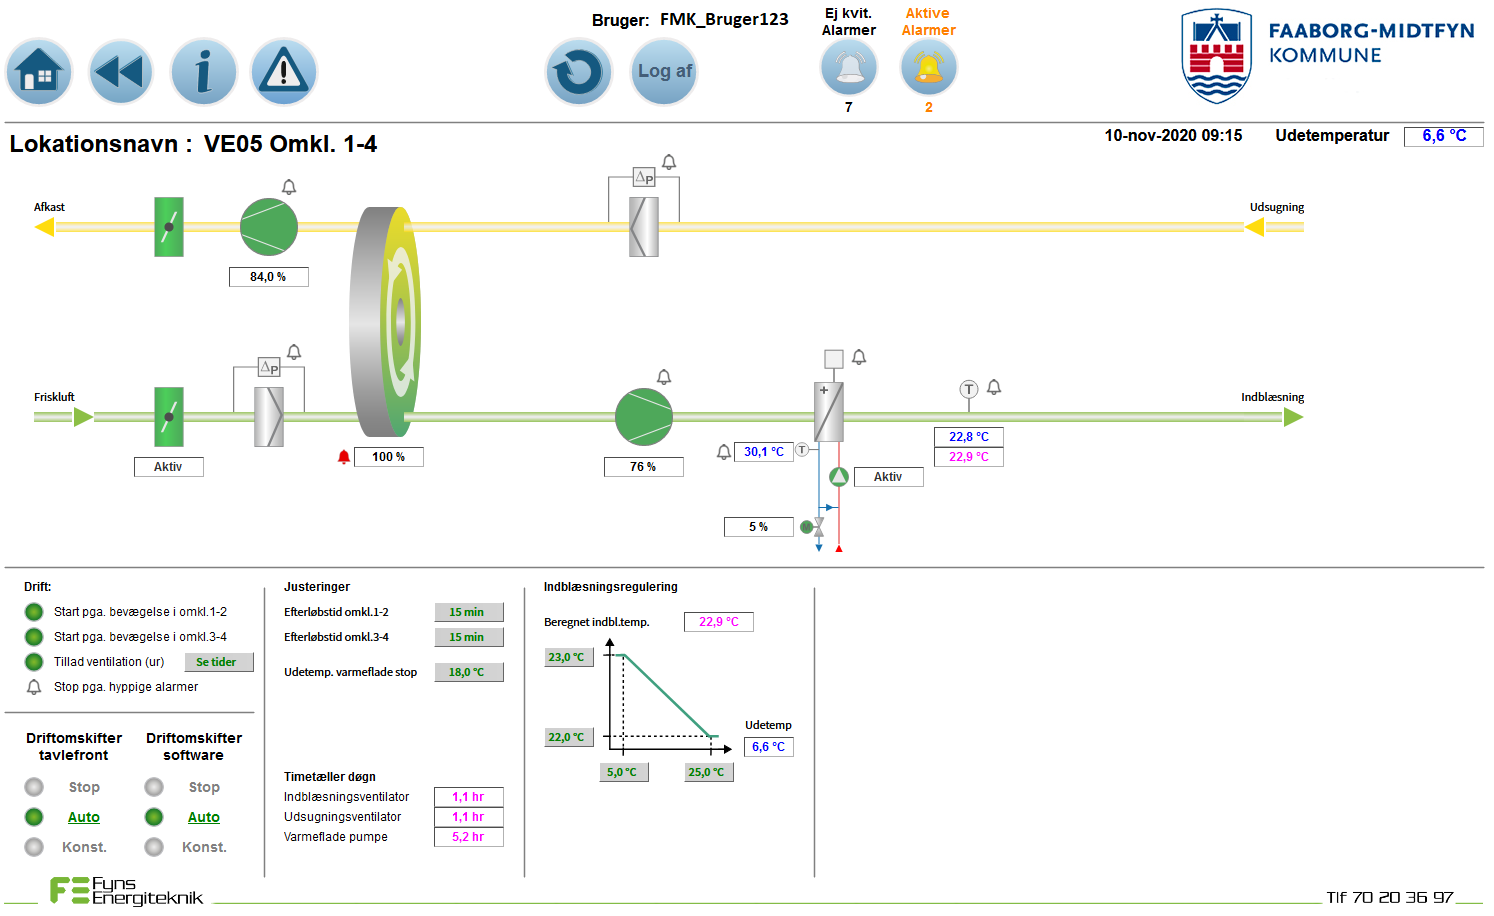 Bruger: FMK_Bruger123
Ej kvit.
Alarmer
Aktive
Alarmer
i
Log af
7
2
FAABORG-MIDTFYN
KOMMUNE
Lokationsnavn : VE05 Omkl. 1-4
10-nov-2020 09:15 Udetemperatur 6,6 °C
ΔP
Afkast
Udsugning
84,0 %
ΔP
Friskluft
Indblæsning
+
T
22,8 °C
22,9 °C
Aktiv
100 %
76 %
30,1 °C
T
Aktiv
5 %
M
Drift:
Start pga. bevægelse i omkl.1-2
Start pga. bevægelse i omkl.3-4
Tillad ventilation (ur) Se tider
Stop pga. hyppige alarmer
Driftomskifter
tavlefront
Stop
Auto
Konst.
Driftomskifter
software
Stop
Auto
Konst.
Justeringer
Efterløbstid omkl.1-2 15 min
Efterløbstid omkl.3-4 15 min
Udetemp. varmeflade stop 18,0 °C
Timetæller døgn
Indblæsningsventilator 1,1 hr
Udsugningsventilator 1,1 hr
Varmeflade pumpe 5,2 hr
Indblæsningsregulering
Beregnet indbl.temp. 22,9 °C
23,0 °C
22,0 °C
Udetemp
6,6 °C
5,0 °C 25,0 °C
Fyns
Energiteknik
Tlf 70 20 36 97